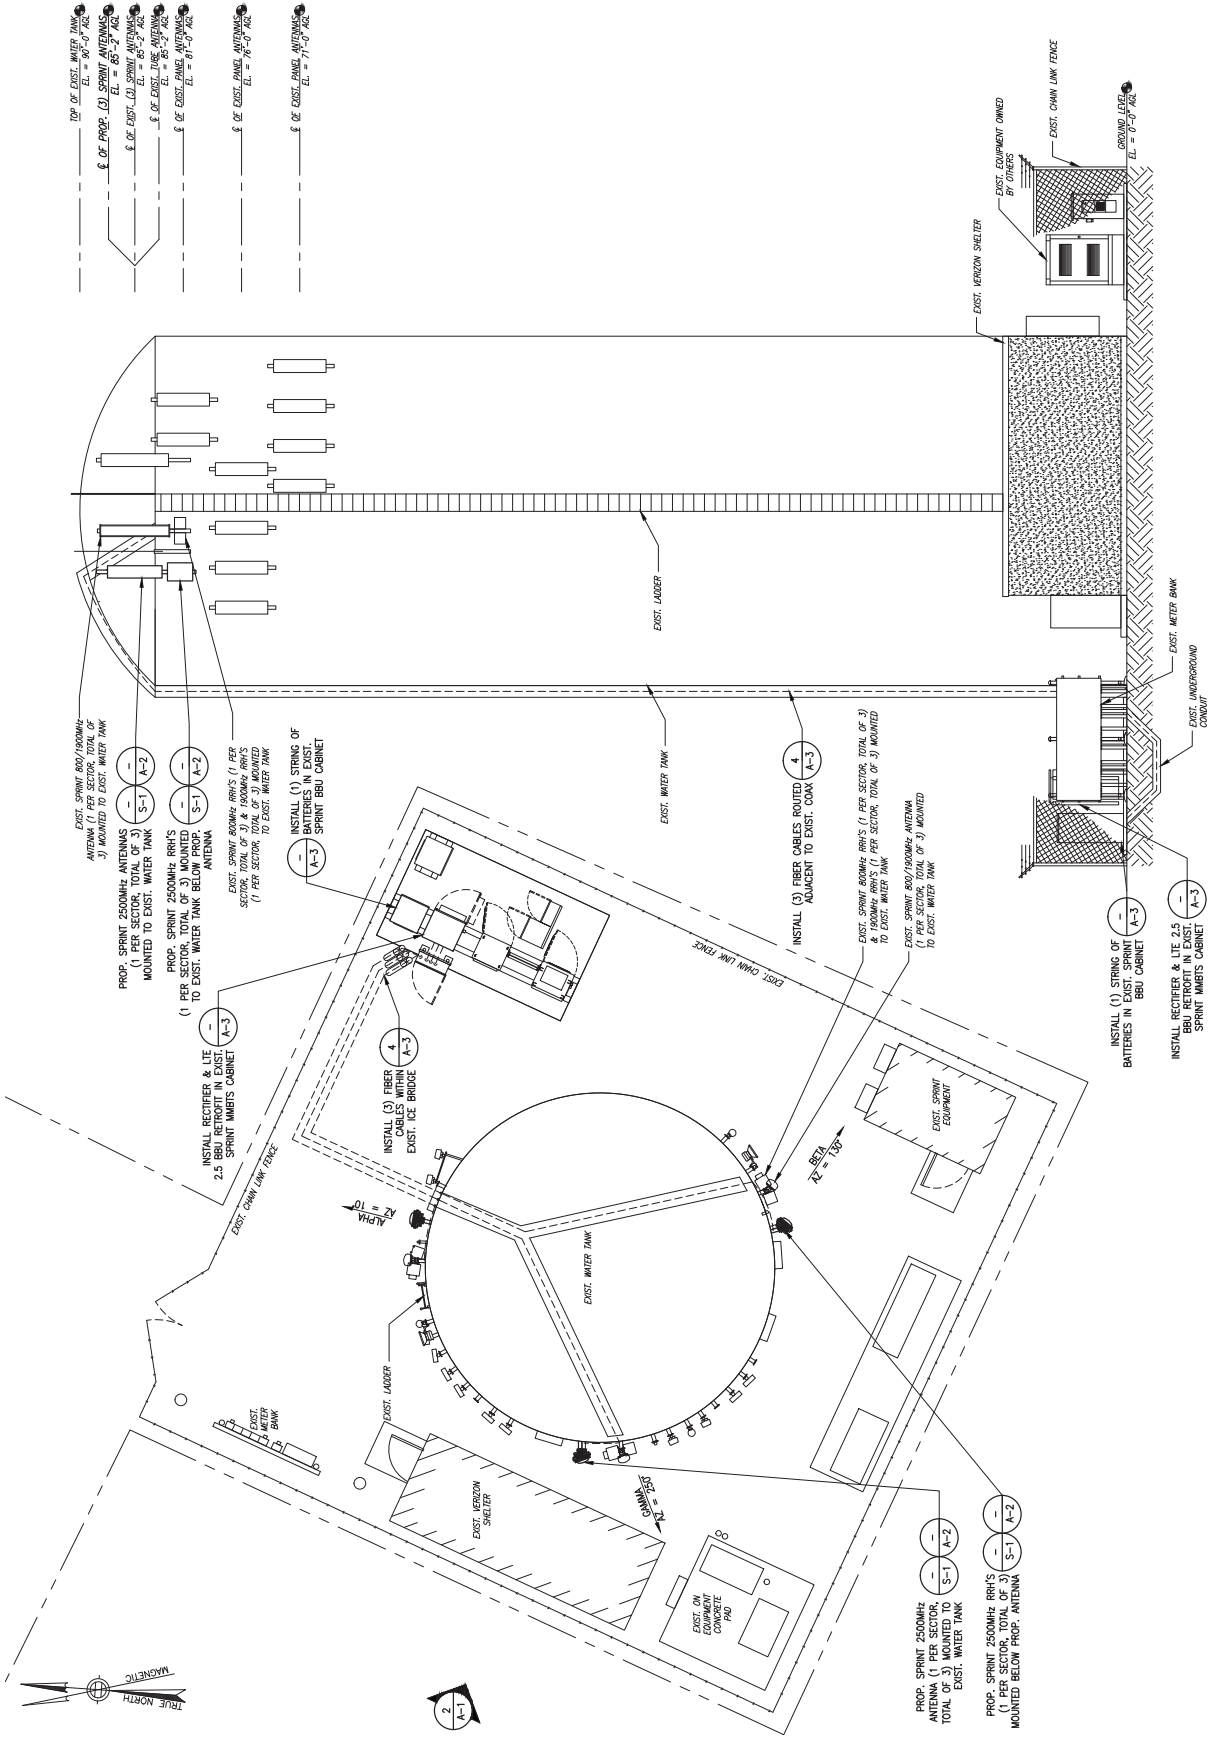 TOP OF EXIST. WATER TANK
EL. = 90'-0" AGL
℄ OF PROP. (3) SPRINT ANTENNAS
EL. = 85'-2" AGL
℄ OF EXIST. (3) SPRINT ANTENNAS
EL. = 85'-2" AGL
℄ OF EXIST. TUBE ANTENNA
EL. = 85'-2" AGL
℄ OF EXIST. PANEL ANTENNAS
EL. = 81'-0" AGL
℄ OF EXIST. PANEL ANTENNAS
EL. = 76'-0" AGL
℄ OF EXIST. PANEL ANTENNAS
EL. = 71'-0" AGL
EXIST. CHAIN LINK FENCE
GROUND LEVEL
EL. = 0'-0" AGL
EXIST. EQUIPMENT OWNED
BY OTHERS
EXIST. VERIZON SHELTER
EXIST. LADDER
EXIST. METER BANK
EXIST. UNDERGROUND
CONDUIT
EXIST. WATER TANK
EXIST. SPRINT 800/1900MHz
ANTENNA (1 PER SECTOR, TOTAL OF
3) MOUNTED TO EXIST. WATER TANK
PROP. SPRINT 2500MHz ANTENNAS
(1 PER SECTOR, TOTAL OF 3)
MOUNTED TO EXIST. WATER TANK
-
S-1
-
A-2
PROP. SPRINT 2500MHz RRH'S
(1 PER SECTOR, TOTAL OF 3) MOUNTED
TO EXIST. WATER TANK BELOW PROP.
ANTENNA
-
S-1
-
A-2
EXIST. SPRINT 800MHz RRH'S (1 PER
SECTOR, TOTAL OF 3) & 1900MHz RRH'S
(1 PER SECTOR, TOTAL OF 3) MOUNTED
TO EXIST. WATER TANK
INSTALL (1) STRING OF
BATTERIES IN EXIST.
SPRINT BBU CABINET
-
A-3
INSTALL (3) FIBER CABLES ROUTED
ADJACENT TO EXIST. COAX
4
A-3
EXIST. SPRINT 800MHz RRH'S (1 PER SECTOR, TOTAL OF 3)
& 1900MHz RRH'S (1 PER SECTOR, TOTAL OF 3) MOUNTED
TO EXIST. WATER TANK
EXIST. SPRINT 800/1900MHz ANTENNA
(1 PER SECTOR, TOTAL OF 3) MOUNTED
TO EXIST. WATER TANK
INSTALL (1) STRING OF
BATTERIES IN EXIST. SPRINT
BBU CABINET
-
A-3
INSTALL RECTIFIER & LTE 2.5
BBU RETROFIT IN EXIST.
SPRINT MMBTS CABINET
-
A-3
INSTALL RECTIFIER & LTE
2.5 BBU RETROFIT IN EXIST.
SPRINT MMBTS CABINET
-
A-3
INSTALL (3) FIBER
CABLES WITHIN
EXIST. ICE BRIDGE
4
A-3
EXIST. CHAIN LINK FENCE
EXIST. CHAIN LINK FENCE
ALPHA
AZ = 10°
BETA
AZ = 130°
GAMMA
AZ = 250°
EXIST. SPRINT
EQUIPMENT
EXIST. WATER TANK
EXIST. LADDER
EXIST.
METER
BANK
EXIST. VERIZON
SHELTER
EXIST. ON
EQUIPMENT
CONCRETE
PAD
PROP. SPRINT 2500MHz
ANTENNA (1 PER SECTOR,
TOTAL OF 3) MOUNTED TO
EXIST. WATER TANK
-
S-1
-
A-2
PROP. SPRINT 2500MHz RRH'S
(1 PER SECTOR, TOTAL OF 3)
MOUNTED BELOW PROP. ANTENNA
-
S-1
-
A-2
TRUE NORTH
MAGNETIC
2
A-1